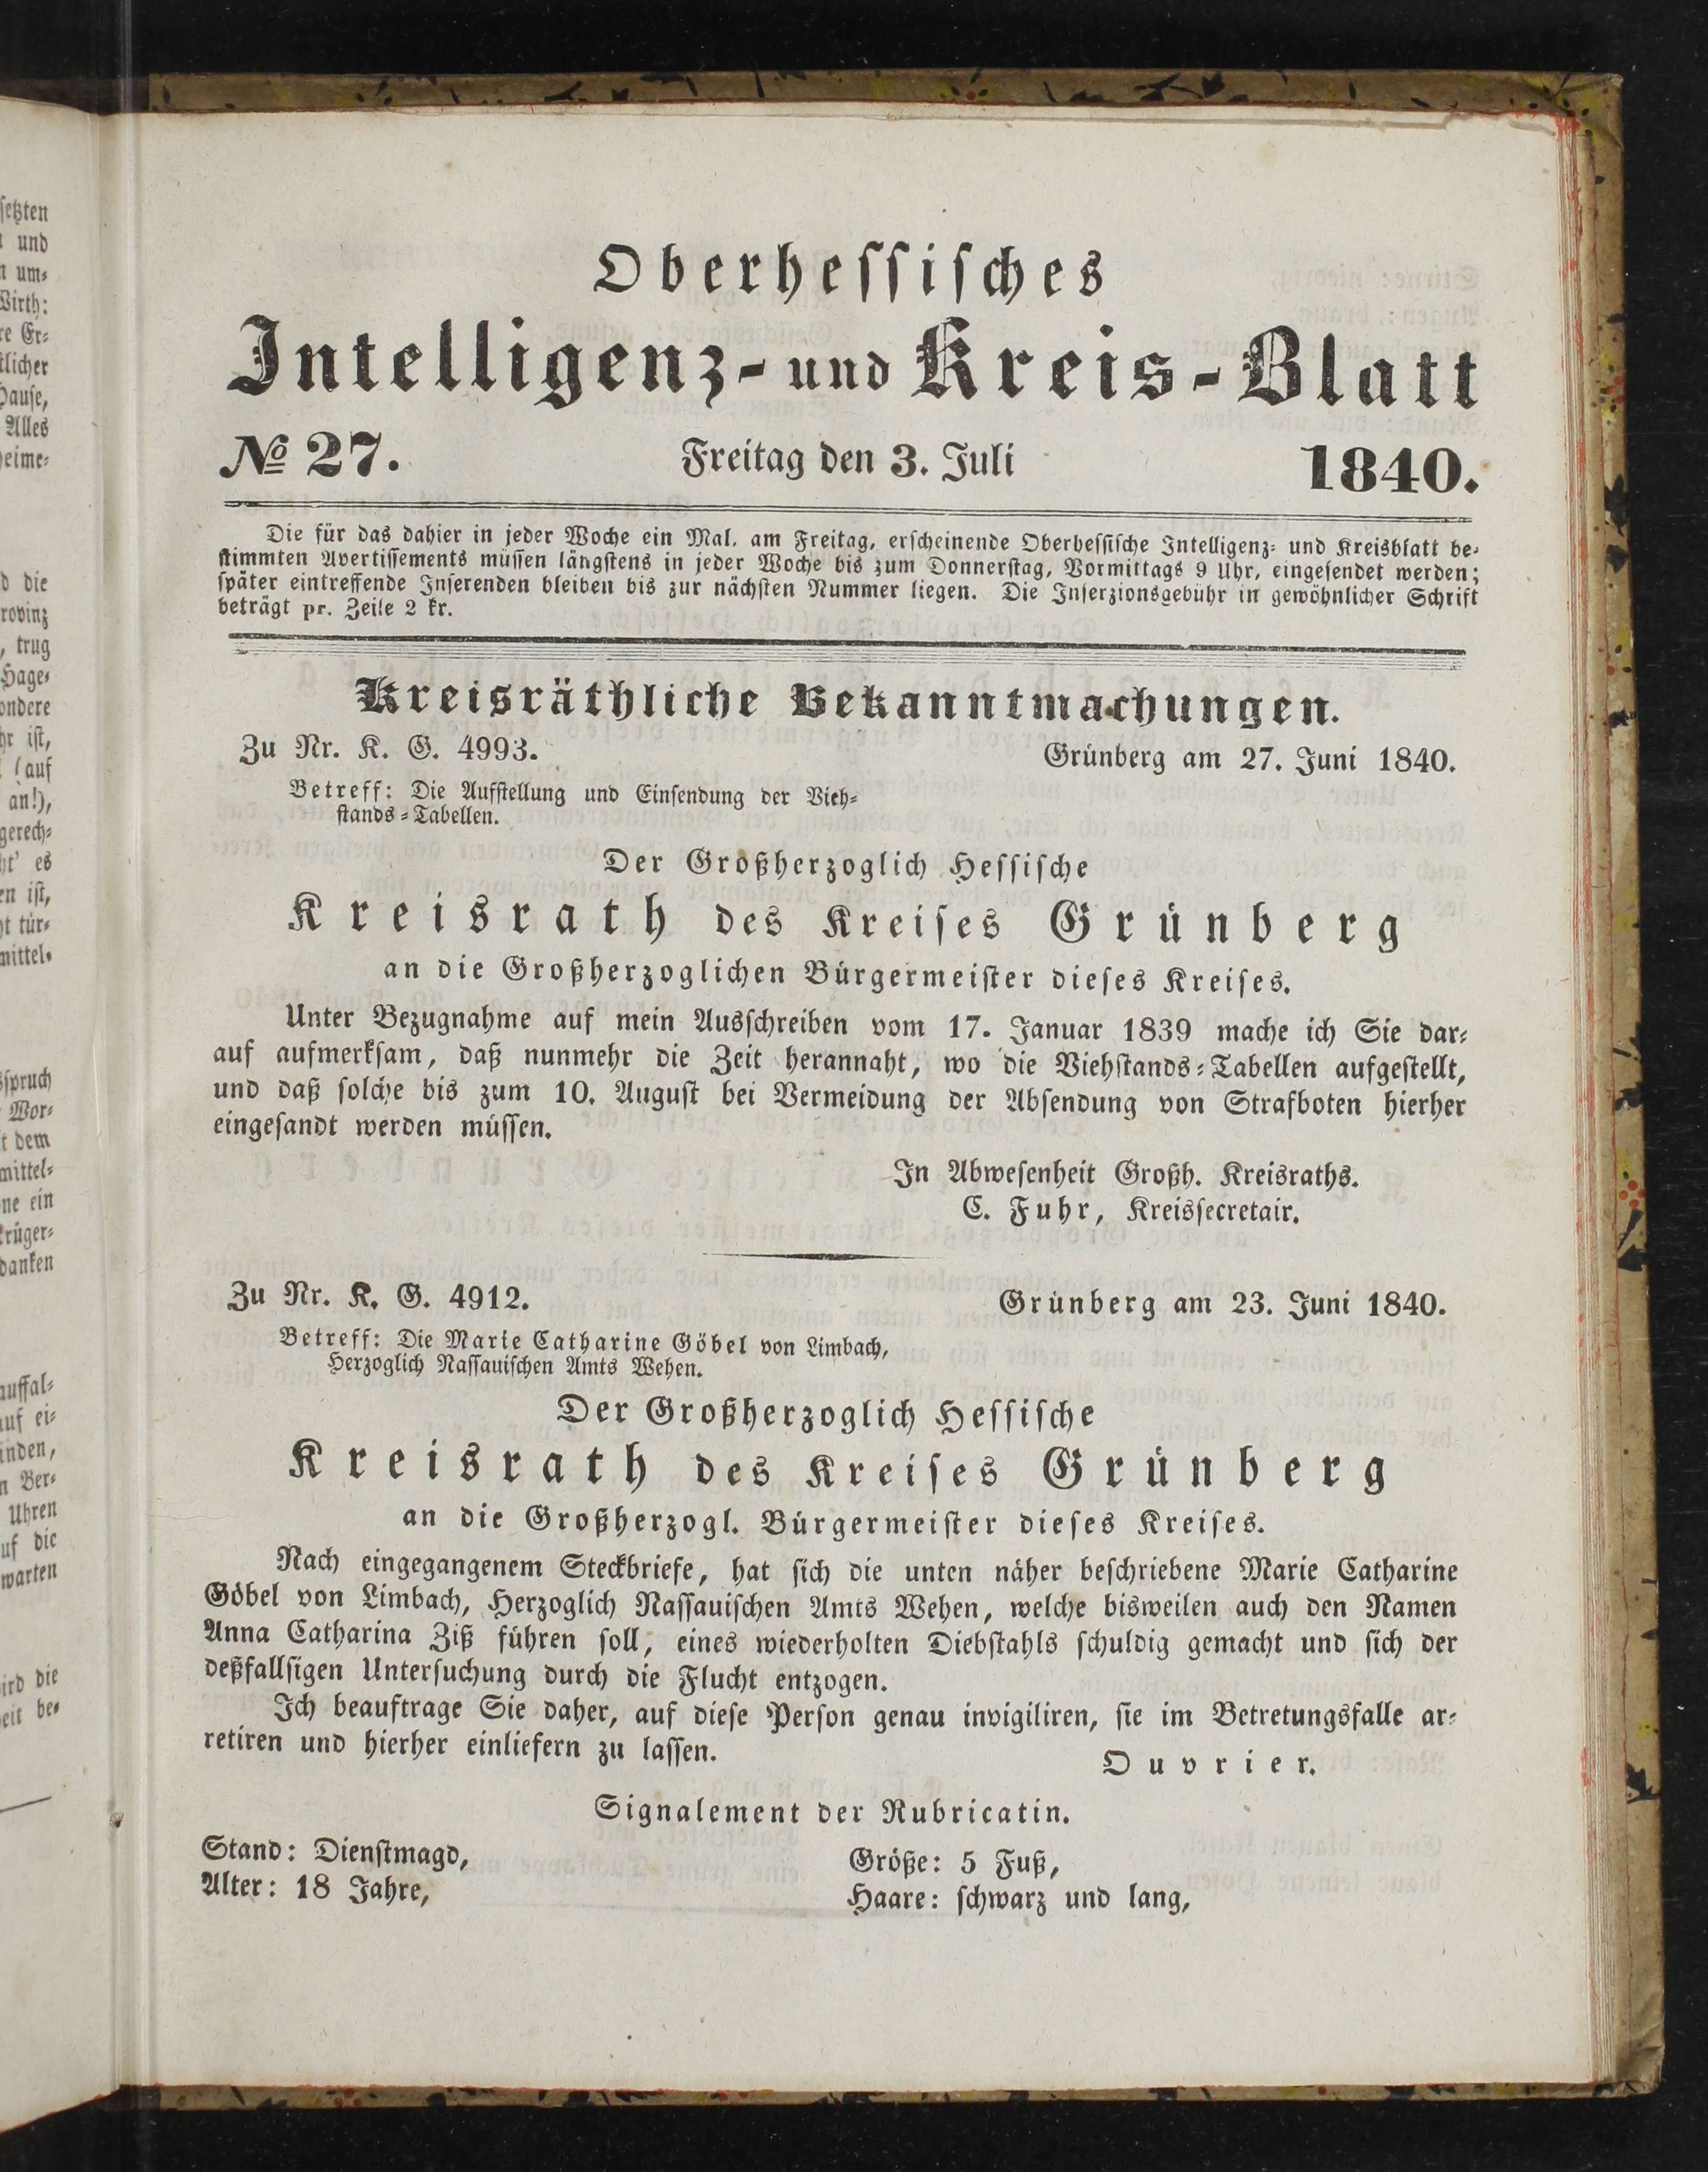 Oberhessisches
Intelligenz- und Kreis-Blatt
№ 27. Freitag den 3. Juli 1840.
Die für das dahier in jeder Woche ein Mal, am Freitag, erscheinende Oberhessische Intelligenz- und Kreisblatt be-
stimmten Avertissements müssen längstens in jeder Woche bis zum Donnerstag, Vormittags 9 Uhr, eingesendet werden;
später eintreffende Inserenden bleiben bis zur nächsten Nummer liegen. Die Inserzionsgebühr in gewöhnlicher Schrift
beträgt pr. Zeile 2 kr.
Kreisräthliche Bekanntmachungen.
Zu Nr. K. G. 4993. Grünberg am 27. Juni 1840.
Betreff: Die Aufstellung und Einsendung der Vieh-
stands-Tabellen.
Der Großherzoglich Hessische
Kreisrath des Kreises Grünberg
an die Großherzoglichen Bürgermeister dieses Kreises.
Unter Bezugnahme auf mein Ausschreiben vom 17. Januar 1839 mache ich Sie dar-
auf aufmerksam, daß nunmehr die Zeit herannaht, wo die Viehstands-Tabellen aufgestellt,
und daß solche bis zum 10. August bei Vermeidung der Absendung von Strafboten hierher
eingesandt werden müssen.
In Abwesenheit Großh. Kreisraths.
C. Fuhr, Kreissecretair.
Zu Nr. K. G. 4912. Grünberg am 23. Juni 1840.
Betreff: Die Marie Catharine Göbel von Limbach,
Herzoglich Nassauischen Amts Wehen.
Der Großherzoglich Hessische
Kreisrath des Kreises Grünberg
an die Großherzogl. Bürgermeister dieses Kreises.
Nach eingegangenem Steckbriefe, hat sich die unten näher beschriebene Marie Catharine
Göbel von Limbach, Herzoglich Nassauischen Amts Wehen, welche bisweilen auch den Namen
Anna Catharina Ziß führen soll, eines wiederholten Diebstahls schuldig gemacht und sich der
deßfallsigen Untersuchung durch die Flucht entzogen.
Ich beauftrage Sie daher, auf diese Person genau invigiliren, sie im Betretungsfalle ar-
retiren und hierher einliefern zu lassen.
Ouvrier.
Signalement der Rubricatin.
Stand: Dienstmagd,
Alter: 18 Jahre,
Größe: 5 Fuß,
Haare: schwarz und lang,